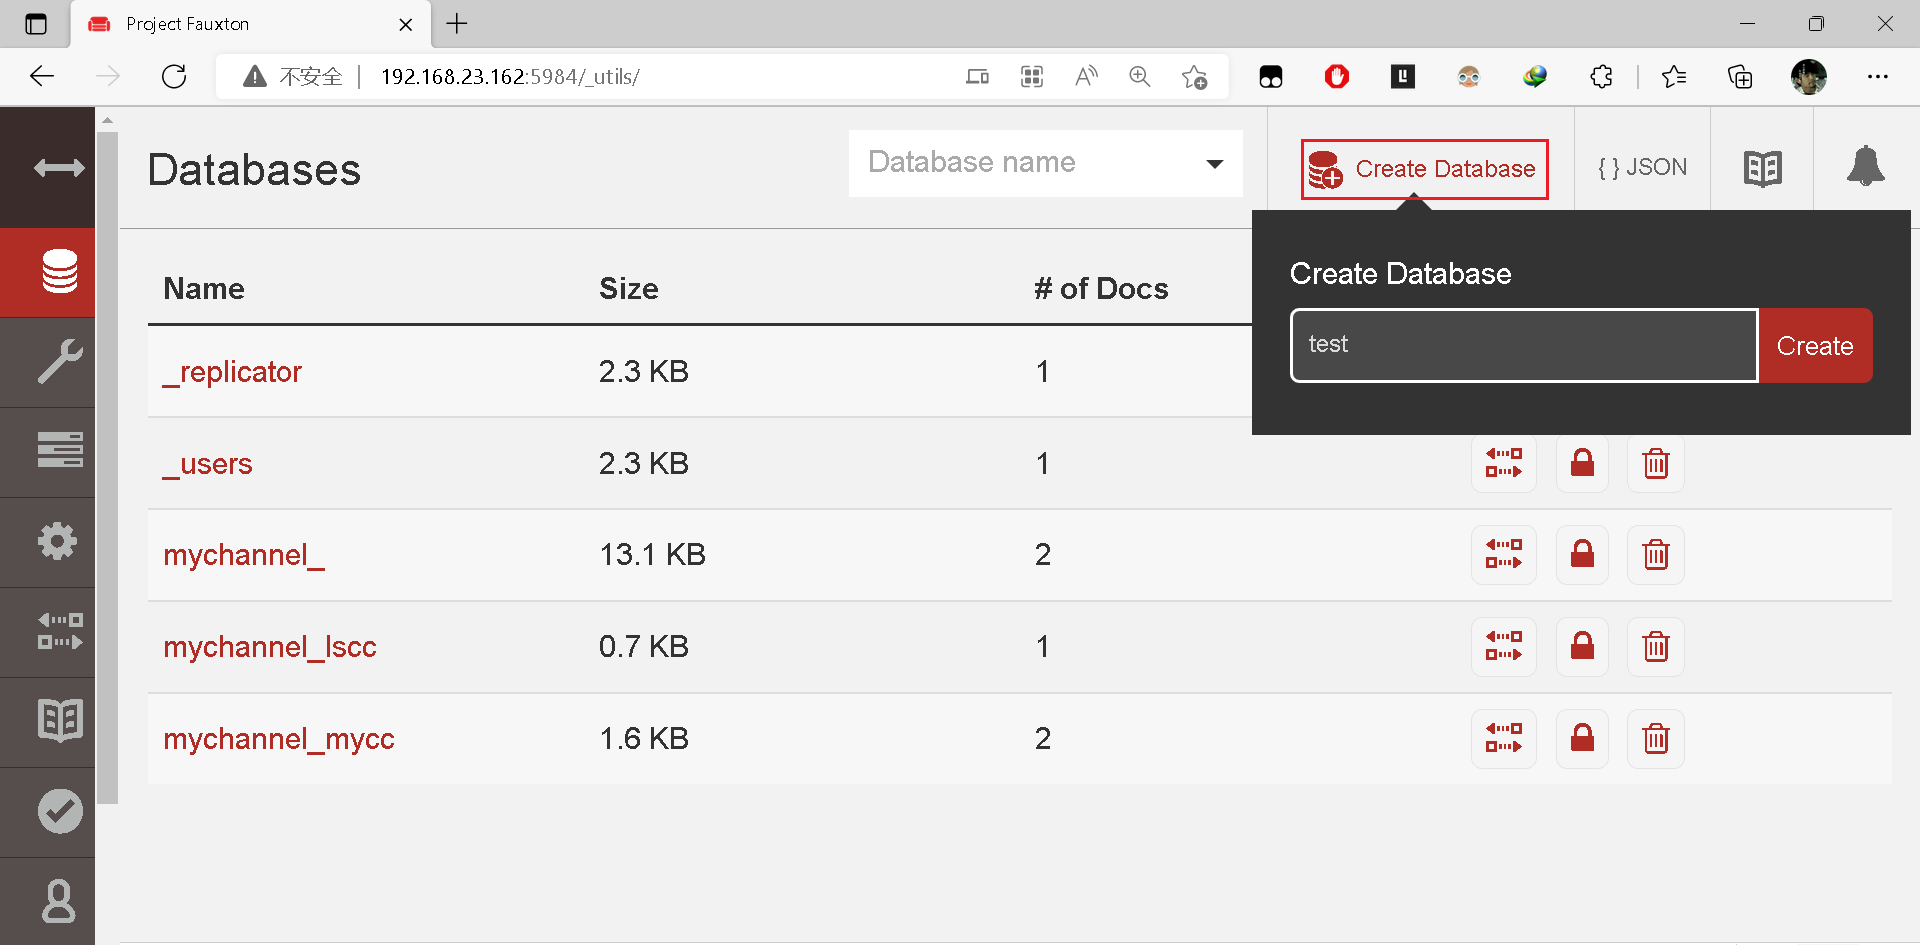 Project Fauxton
不安全 192.168.23.162:5984/_utils/
Databases
Database name
Create Database
{ } JSON
Create Database
test
Create
Name Size # of Docs
_replicator 2.3 KB 1
_users 2.3 KB 1
mychannel_ 13.1 KB 2
mychannel_lscc 0.7 KB 1
mychannel_mycc 1.6 KB 2